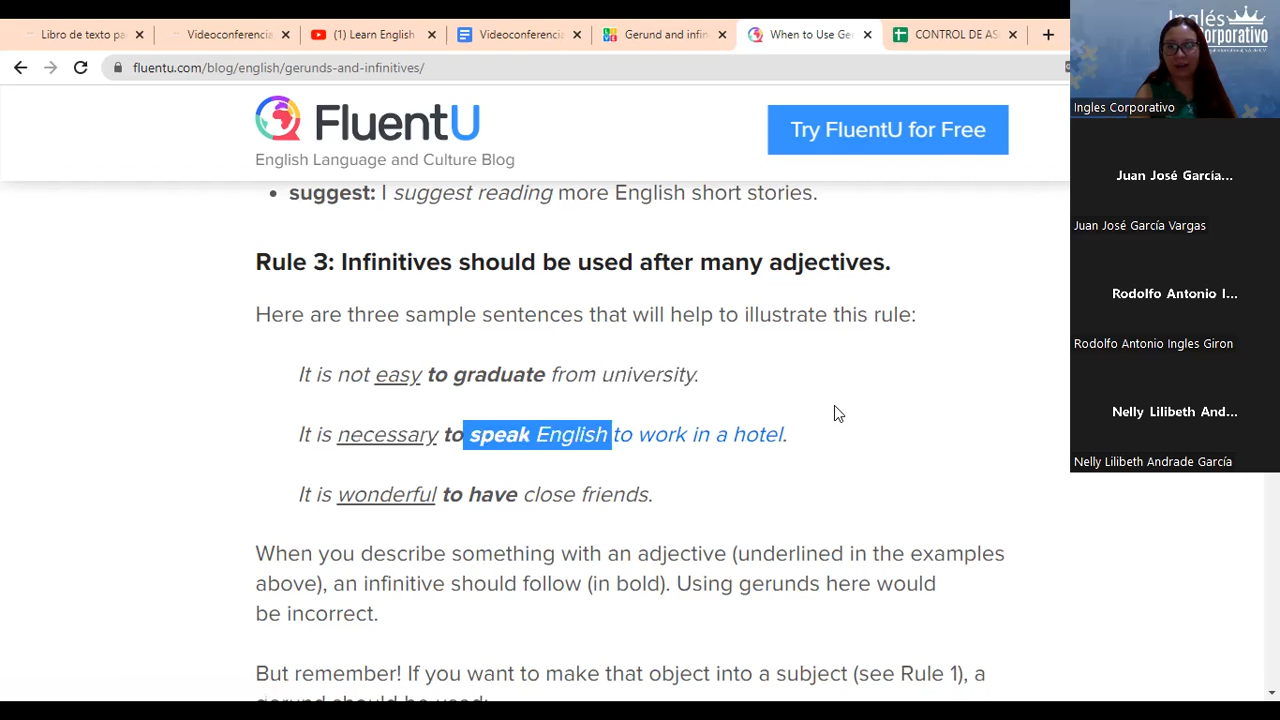 Libro de texto pa
Videoconferencia
(1) Learn English
Videoconferencia
Gerund and infin
When to Use Ger
CONTROL DE AS
fluentu.com/blog/english/gerunds-and-infinitives/
FluentU
English Language and Culture Blog
Try FluentU for Free
suggest: I suggest reading more English short stories.
Rule 3: Infinitives should be used after many adjectives.
Here are three sample sentences that will help to illustrate this rule:
It is not easy to graduate from university.
It is necessary to speak English to work in a hotel.
It is wonderful to have close friends.
When you describe something with an adjective (underlined in the examples
above), an infinitive should follow (in bold). Using gerunds here would
be incorrect.
But remember! If you want to make that object into a subject (see Rule 1), a
gerund should be used:
Inglés
Corporativo
Ingles Corporativo
Juan José García...
Juan José García Vargas
Rodolfo Antonio I...
Rodolfo Antonio Ingles Giron
Nelly Lilibeth And...
Nelly Lilibeth Andrade García